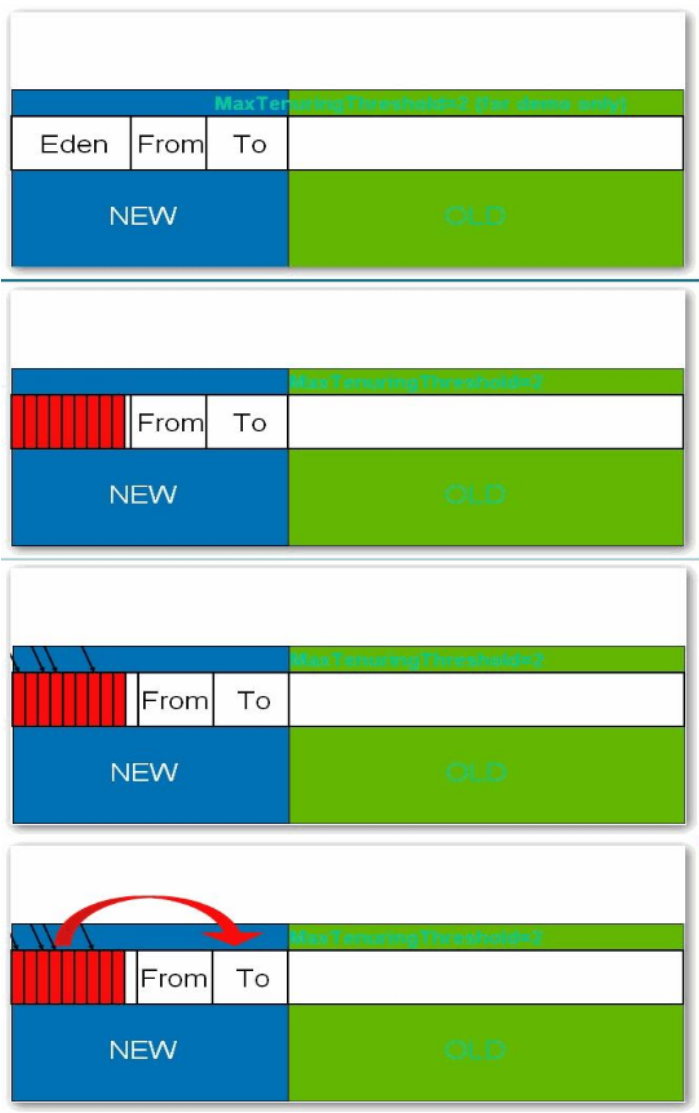 MaxTenuringThreshold=2 (for demo only)
Eden From To
NEW OLD
MaxTenuringThreshold=2
From To
NEW OLD
MaxTenuringThreshold=2
From To
NEW OLD
MaxTenuringThreshold=2
From To
NEW OLD